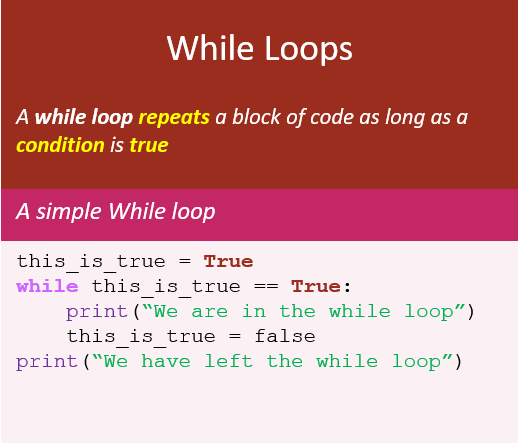 While Loops
A while loop repeats a block of code as long as a
condition is true
A simple While loop
this_is_true = True
while this_is_true == True:
    print(“We are in the while loop”)
    this_is_true = false
print(“We have left the while loop”)